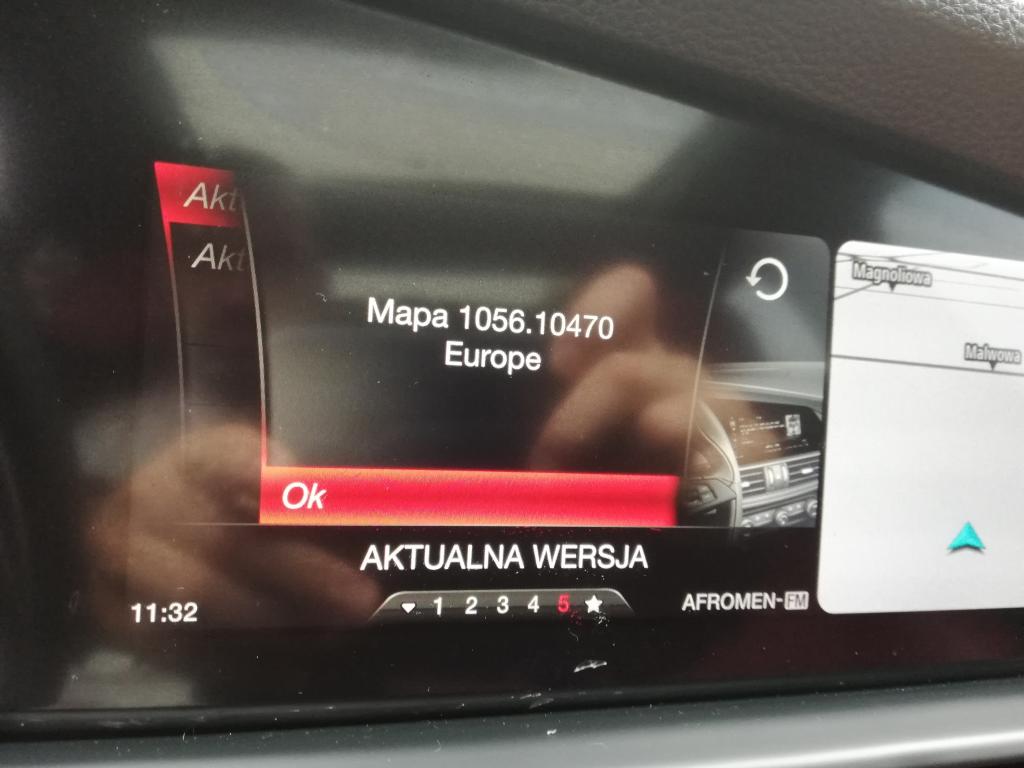 Akt
Akt
Mapa 1056.10470
Europe
Ok
AKTUALNA WERSJA
11:32
1 2 3 4 5
AFROMEN-FM
Magnoliowa
Malwowa